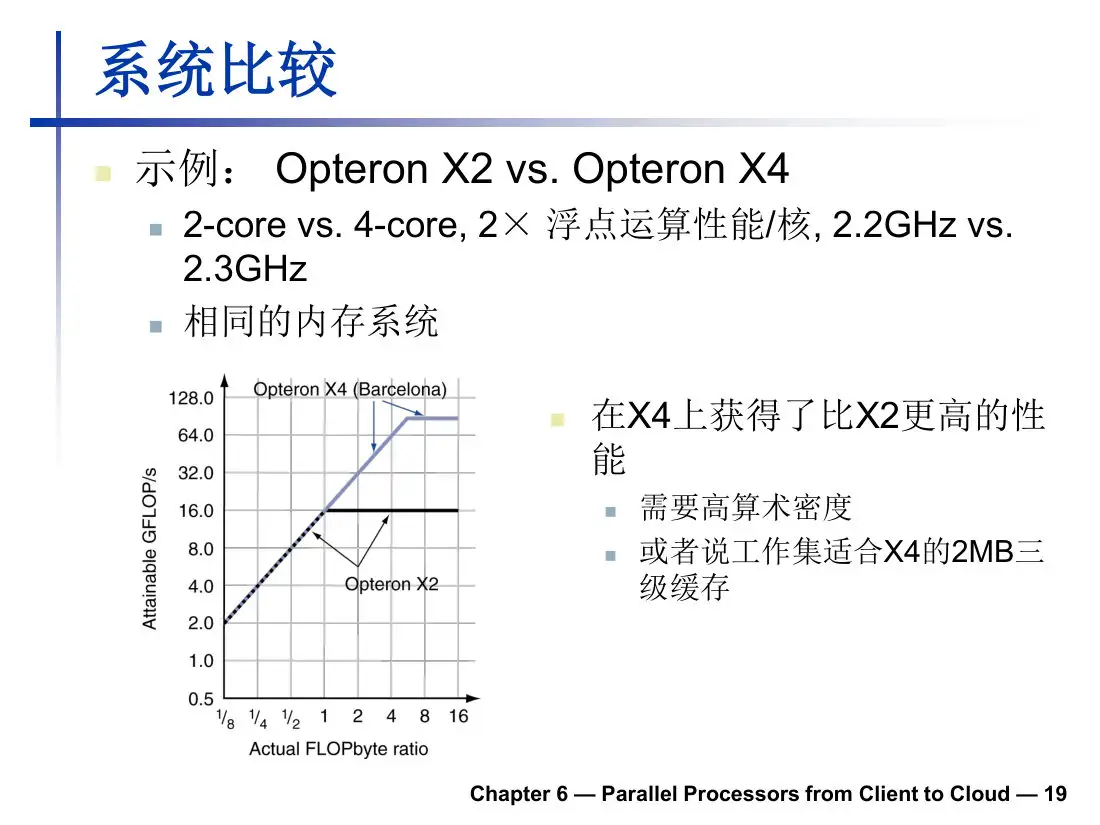 系统比较
示例： Opteron X2 vs. Opteron X4
2-core vs. 4-core, 2× 浮点运算性能/核, 2.2GHz vs.
2.3GHz
相同的内存系统
Opteron X4 (Barcelona)
128.0
64.0
32.0
16.0
8.0
4.0
2.0
1.0
0.5
Attainable GFLOP/s
Opteron X2
1/8 1/4 1/2 1 2 4 8 16
Actual FLOPbyte ratio
在X4上获得了比X2更高的性
能
需要高算术密度
或者说工作集适合X4的2MB三
级缓存
Chapter 6 — Parallel Processors from Client to Cloud — 19